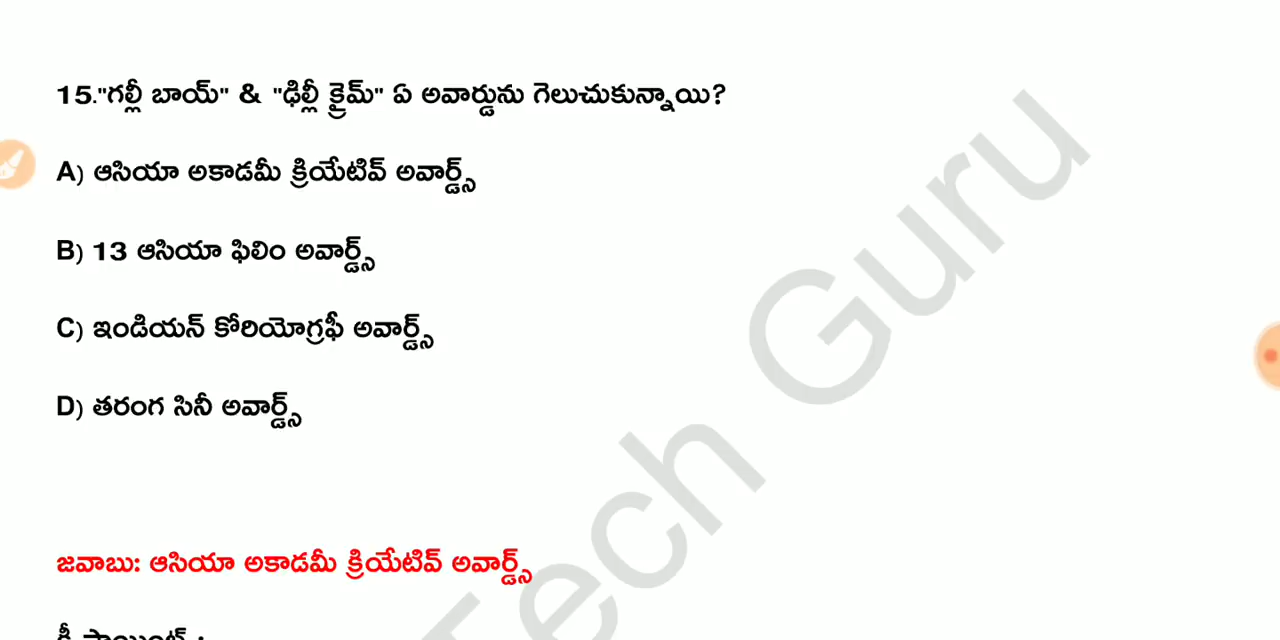 15."గల్లీ బాయ్" & "ఢిల్లీ క్రైమ్" ఏ అవార్డును గెలుచుకున్నాయి?
A) ఆసియా అకాడమీ క్రియేటివ్ అవార్డ్స్
B) 13 ఆసియా ఫిలిం అవార్డ్స్
C) ఇండియన్ కోరియోగ్రఫీ అవార్డ్స్
D) తరంగ సినీ అవార్డ్స్
జవాబు: ఆసియా అకాడమీ క్రియేటివ్ అవార్డ్స్
కీ పాయింట్స్ :
Tech Guru